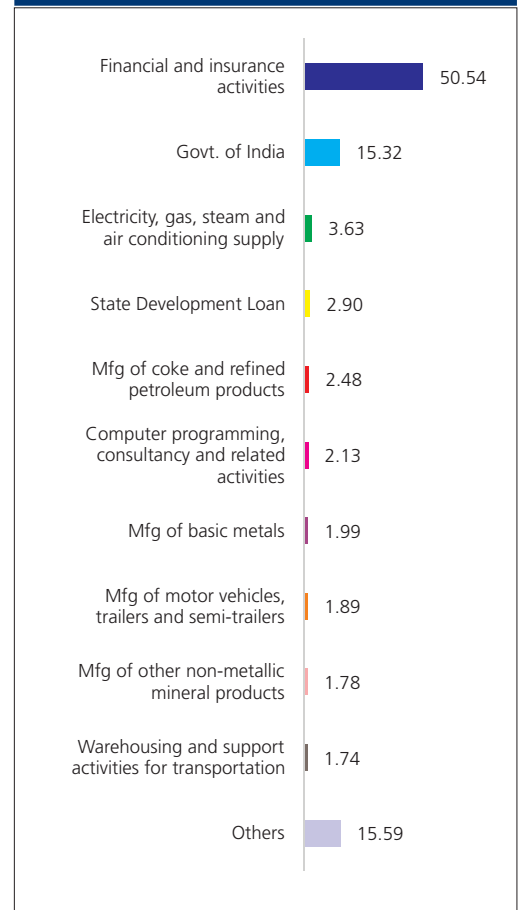 Financial and insurance
activities
50.54
Govt. of India
15.32
Electricity, gas, steam and
air conditioning supply
3.63
State Development Loan
2.90
Mfg of coke and refined
petroleum products
2.48
Computer programming,
consultancy and related
activities
2.13
Mfg of basic metals
1.99
Mfg of motor vehicles,
trailers and semi-trailers
1.89
Mfg of other non-metallic
mineral products
1.78
Warehousing and support
activities for transportation
1.74
Others
15.59